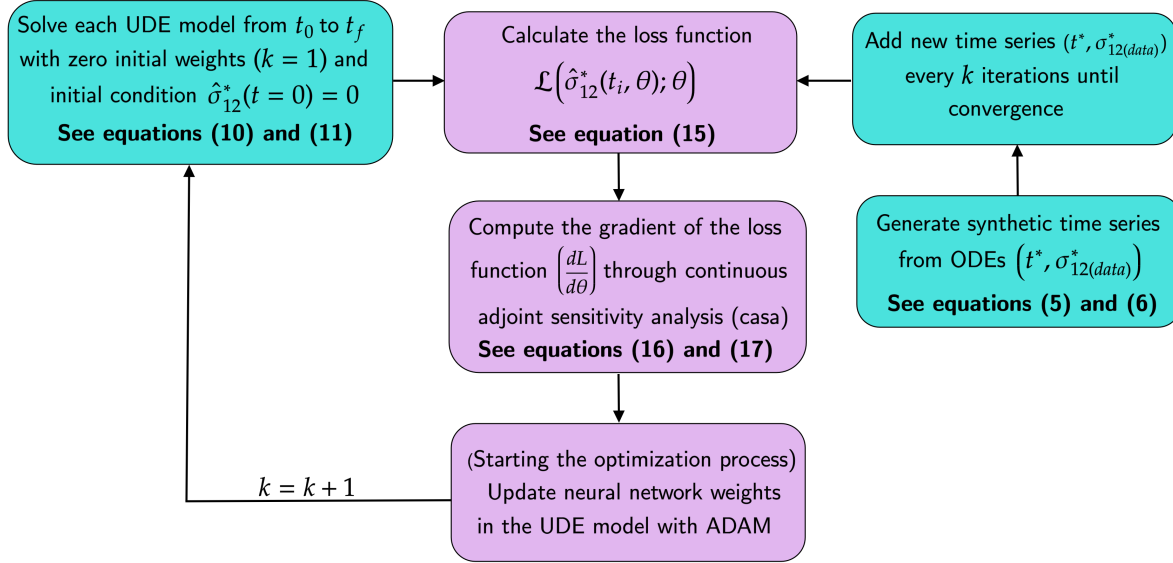 Solve each UDE model from t₀ to t_f
with zero initial weights (k = 1) and
initial condition σ̂*₁₂(t = 0) = 0
See equations (10) and (11)
Calculate the loss function
ℒ(σ̂*₁₂(tᵢ, θ); θ)
See equation (15)
Add new time series (t*, σ*₁₂₍data₎)
every k iterations until
convergence
Compute the gradient of the loss
function (dL/dθ) through continuous
adjoint sensitivity analysis (casa)
See equations (16) and (17)
Generate synthetic time series
from ODEs (t*, σ*₁₂₍data₎)
See equations (5) and (6)
(Starting the optimization process)
Update neural network weights
in the UDE model with ADAM
k = k + 1